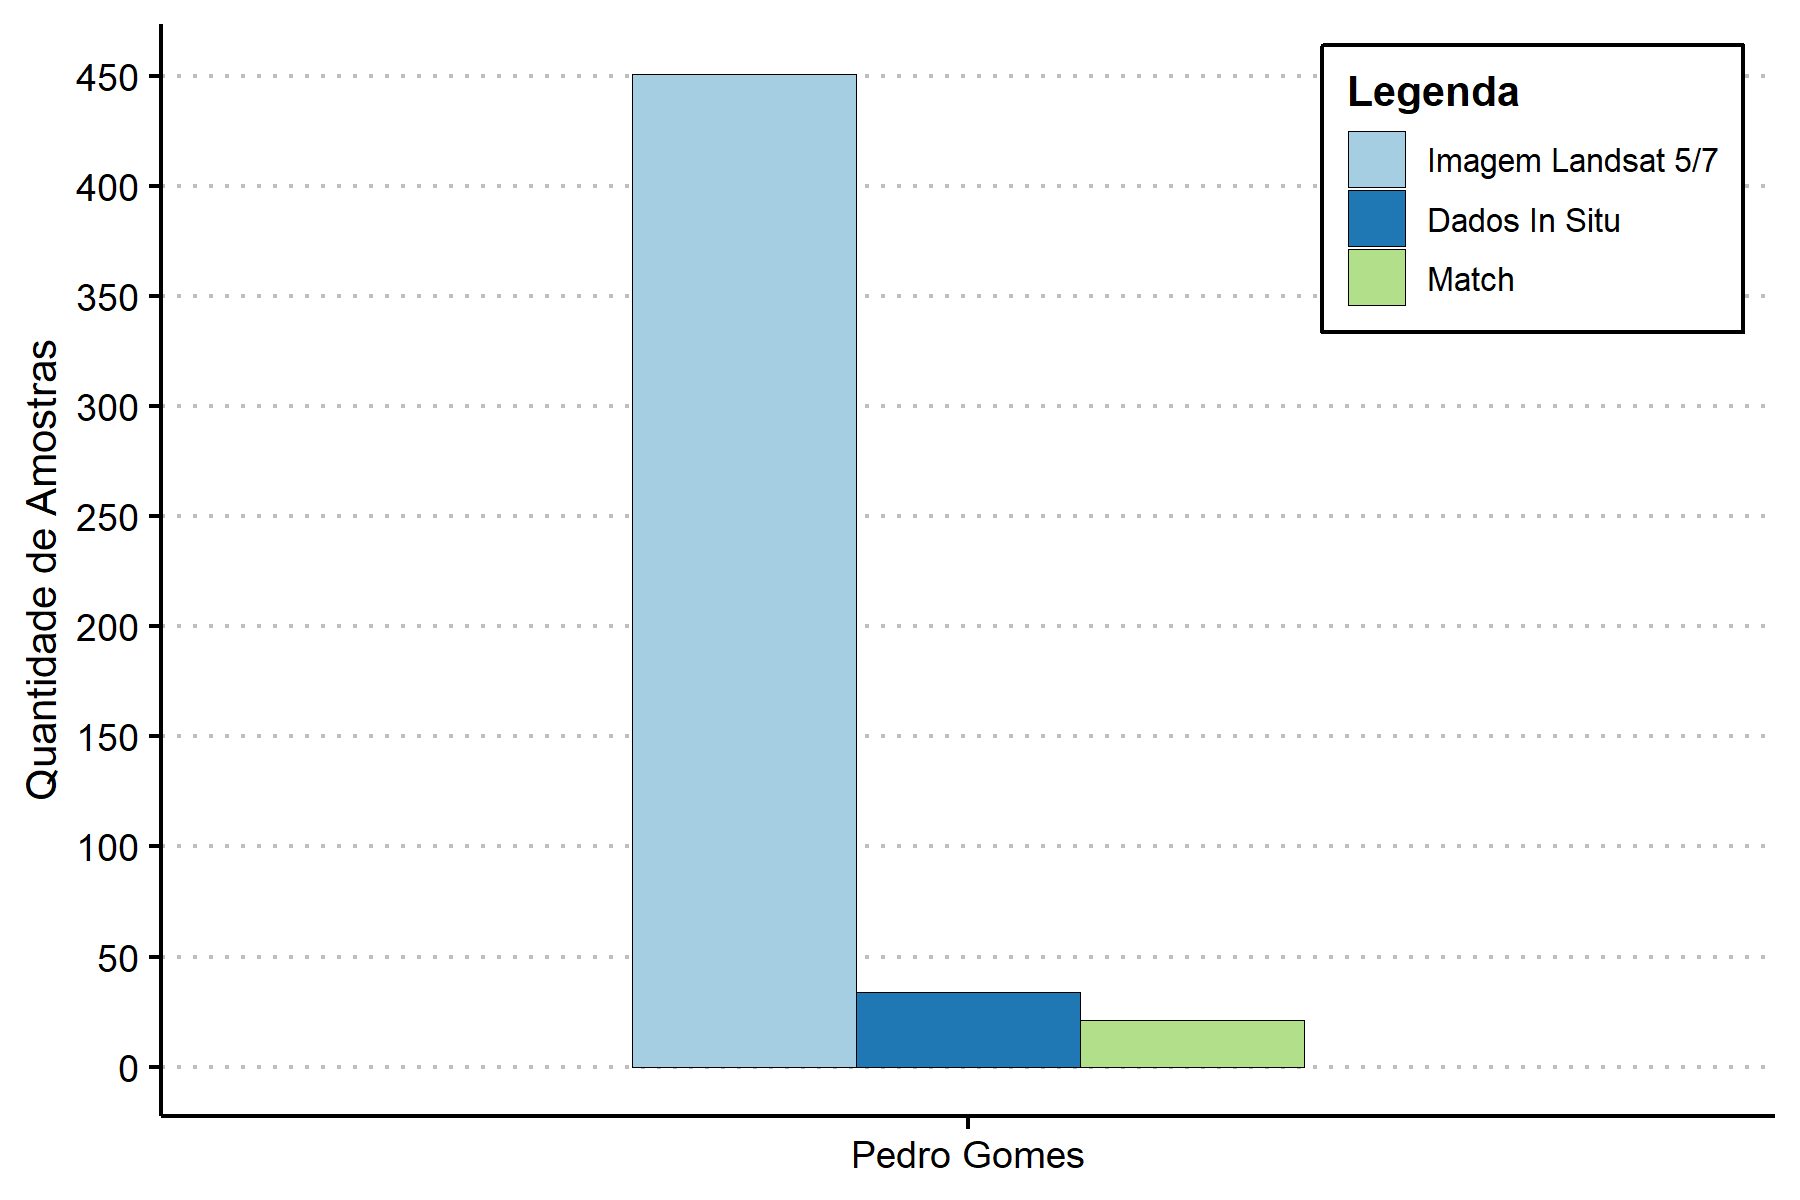 Legenda
Imagem Landsat 5/7
Dados In Situ
Match
Quantidade de Amostras
450
400
350
300
250
200
150
100
50
0
Pedro Gomes